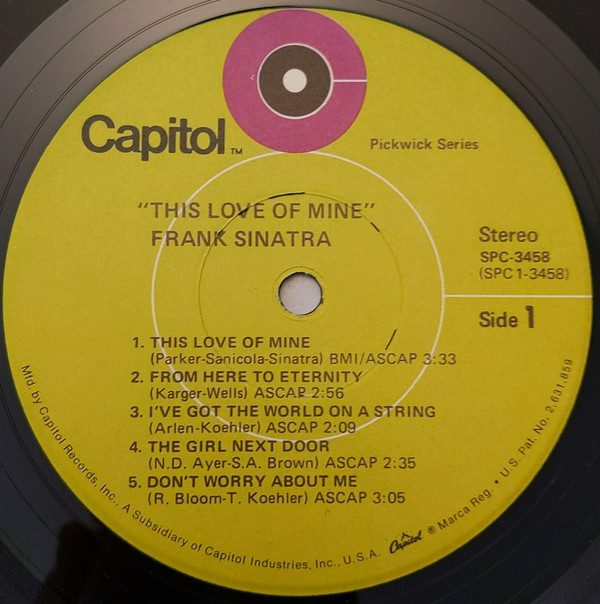 Capitol™
Pickwick Series
"THIS LOVE OF MINE"
FRANK SINATRA
Stereo
SPC-3458
(SPC 1-3458)
Side 1
1. THIS LOVE OF MINE
(Parker-Sanicola-Sinatra) BMI/ASCAP 3:33
2. FROM HERE TO ETERNITY
(Karger-Wells) ASCAP 2:56
3. I'VE GOT THE WORLD ON A STRING
(Arlen-Koehler) ASCAP 2:09
4. THE GIRL NEXT DOOR
(N.D. Ayer-S.A. Brown) ASCAP 2:35
5. DON'T WORRY ABOUT ME
(R. Bloom-T. Koehler) ASCAP 3:05
Mfd. by Capitol Records, Inc., A Subsidiary of Capitol Industries, Inc., U.S.A. Capitol ® Marca Reg. • U.S. Pat. No. 2,631,859